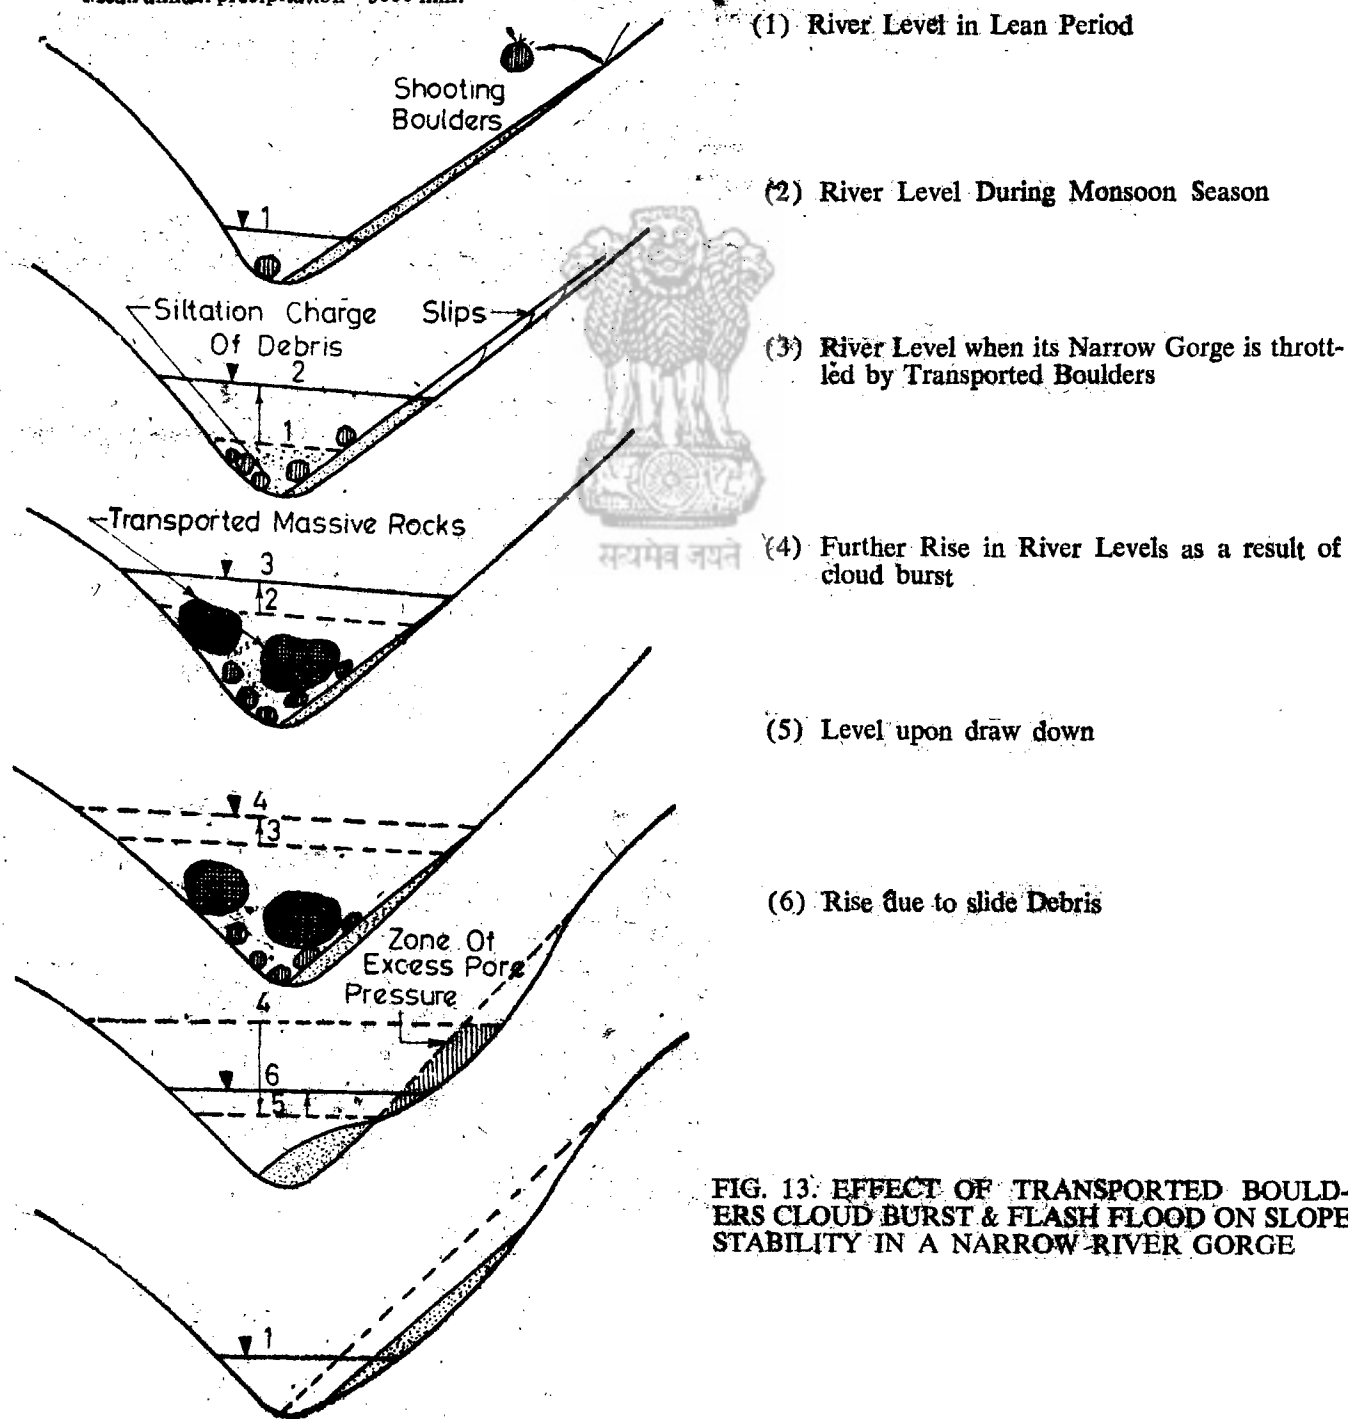 (1) River Level in Lean Period
Shooting
Boulders
1
(2) River Level During Monsoon Season
Siltation Charge
Of Debris
Slips
2
1
(3) River Level when its Narrow Gorge is thrott-
led by Transported Boulders
Transported Massive Rocks
3
2
सत्यमेव जयते
(4) Further Rise in River Levels as a result of
cloud burst
(5) Level upon draw down
4
3
(6) Rise due to slide Debris
Zone Of
Excess Pore
Pressure
4
6
5
FIG. 13. EFFECT OF TRANSPORTED BOULD-
ERS CLOUD BURST & FLASH FLOOD ON SLOPE
STABILITY IN A NARROW RIVER GORGE
1